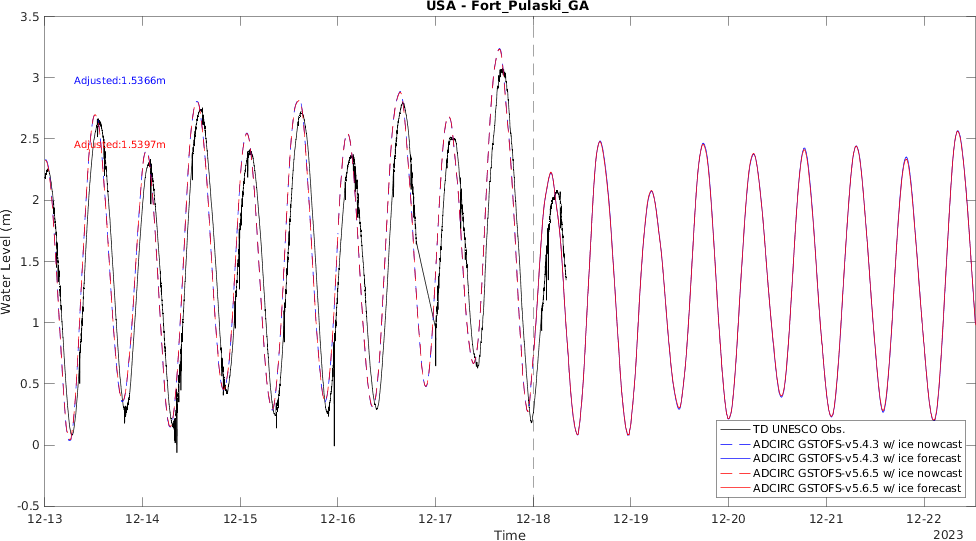 USA - Fort_Pulaski_GA
3.5
3
2.5
2
1.5
1
0.5
0
-0.5
Water Level (m)
Adjusted:1.5366m
Adjusted:1.5397m
TD UNESCO Obs.
ADCIRC GSTOFS-v5.4.3 w/ ice nowcast
ADCIRC GSTOFS-v5.4.3 w/ ice forecast
ADCIRC GSTOFS-v5.6.5 w/ ice nowcast
ADCIRC GSTOFS-v5.6.5 w/ ice forecast
12-13 12-14 12-15 12-16 12-17 12-18 12-19 12-20 12-21 12-22
Time
2023